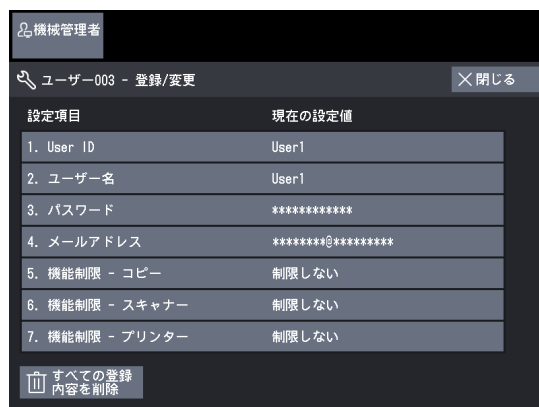 機械管理者
ユーザー003 - 登録/変更
閉じる
設定項目 現在の設定値
1. User ID User1
2. ユーザー名 User1
3. パスワード ************
4. メールアドレス ********@*********
5. 機能制限 - コピー 制限しない
6. 機能制限 - スキャナー 制限しない
7. 機能制限 - プリンター 制限しない
すべての登録
内容を削除